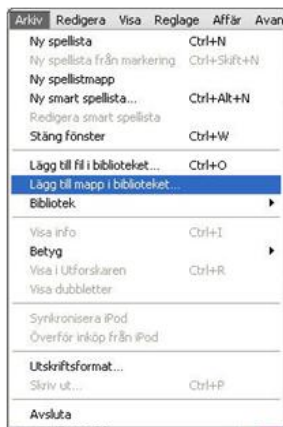 Arkiv Redigera Visa Reglage Affär Avan
Ny spellista Ctrl+N
Ny spellista från markering Ctrl+Skift+N
Ny spellistmapp
Ny smart spellista... Ctrl+Alt+N
Redigera smart spellista
Stäng fönster Ctrl+W
Lägg till fil i biblioteket... Ctrl+O
Lägg till mapp i biblioteket...
Bibliotek
Visa info Ctrl+I
Betyg
Visa i Utforskaren Ctrl+R
Visa dubbletter
Synkronisera iPod
Överför inköp från iPod
Utskriftsformat...
Skriv ut... Ctrl+P
Avsluta